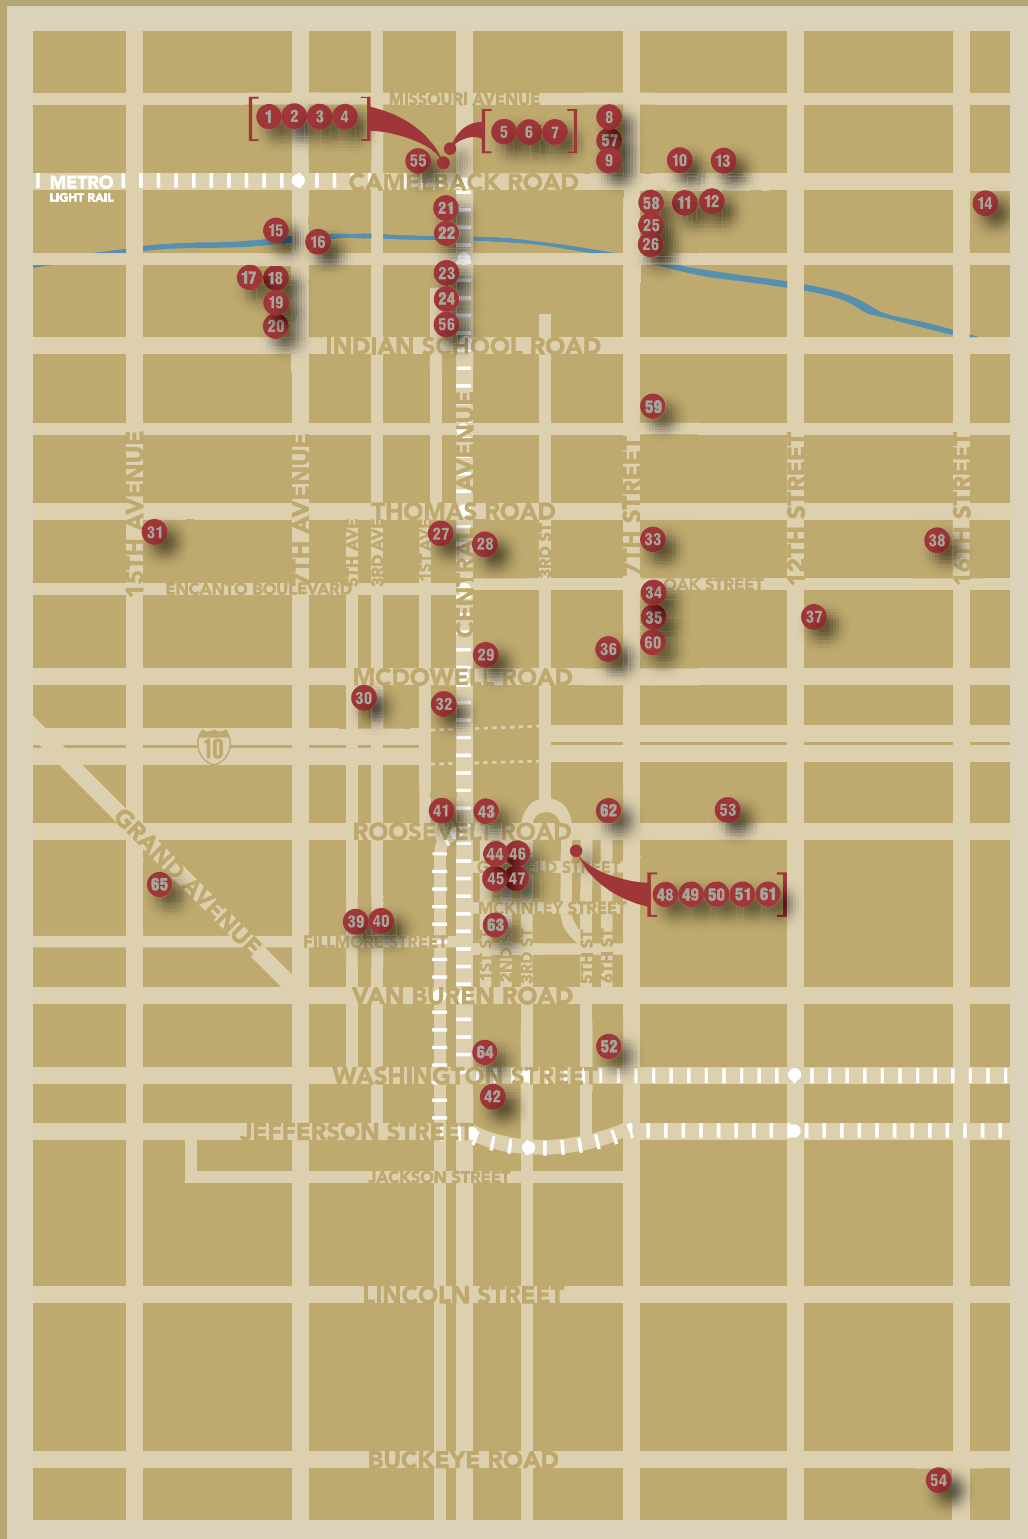 MISSOURI AVENUE
1 2 3 4
5 6 7
8
57
9
55
10 13
METRO
LIGHT RAIL
CAMELBACK ROAD
21
58 11 12
14
22
25
26
15
16
17 18
19
20
23
24
56
INDIAN SCHOOL ROAD
59
15TH AVENUE
7TH AVENUE
5TH AVE
3RD AVE
1ST AVE
CENTRAL AVENUE
3RD ST
7TH STREET
12TH STREET
16TH STREET
THOMAS ROAD
31
27
28
33
38
ENCANTO BOULEVARD
OAK STREET
34
35
60
37
29
36
MCDOWELL ROAD
30
32
10
41
43
62
53
ROOSEVELT ROAD
GRAND AVENUE
44 46
45 47
48 49 50 51 61
65
MCKINLEY STREET
39 40
63
FILLMORE STREET
1ST ST
2ND ST
3RD ST
5TH ST
6TH ST
VAN BUREN ROAD
64
52
WASHINGTON STREET
42
JEFFERSON STREET
JACKSON STREET
LINCOLN STREET
BUCKEYE ROAD
54